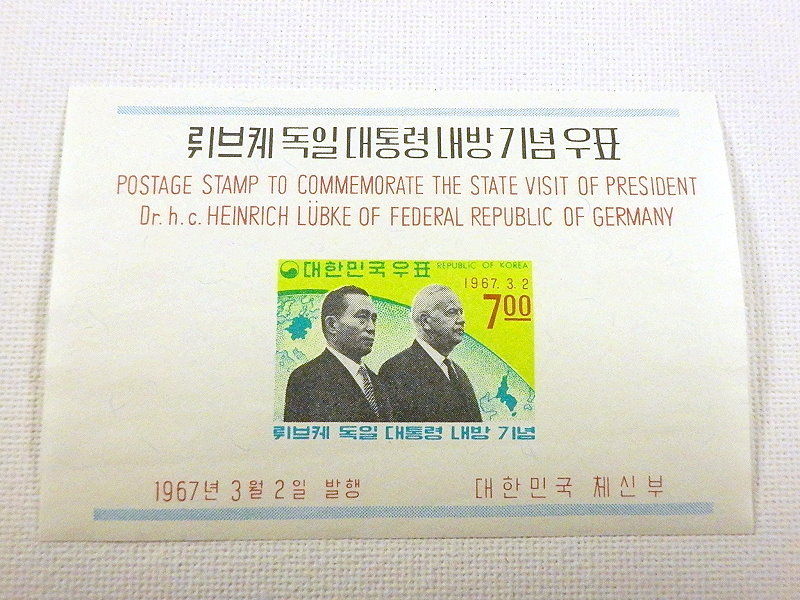 뤼브케 독일 대통령 내방 기념 우표
POSTAGE STAMP TO COMMEMORATE THE STATE VISIT OF PRESIDENT
Dr. h. c. HEINRICH LÜBKE OF FEDERAL REPUBLIC OF GERMANY
대한민국우표 REPUBLIC OF KOREA
1967. 3. 2
7.00
뤼브케 독일 대통령 내방 기념
1967년 3월 2일 발행 대한민국 체신부